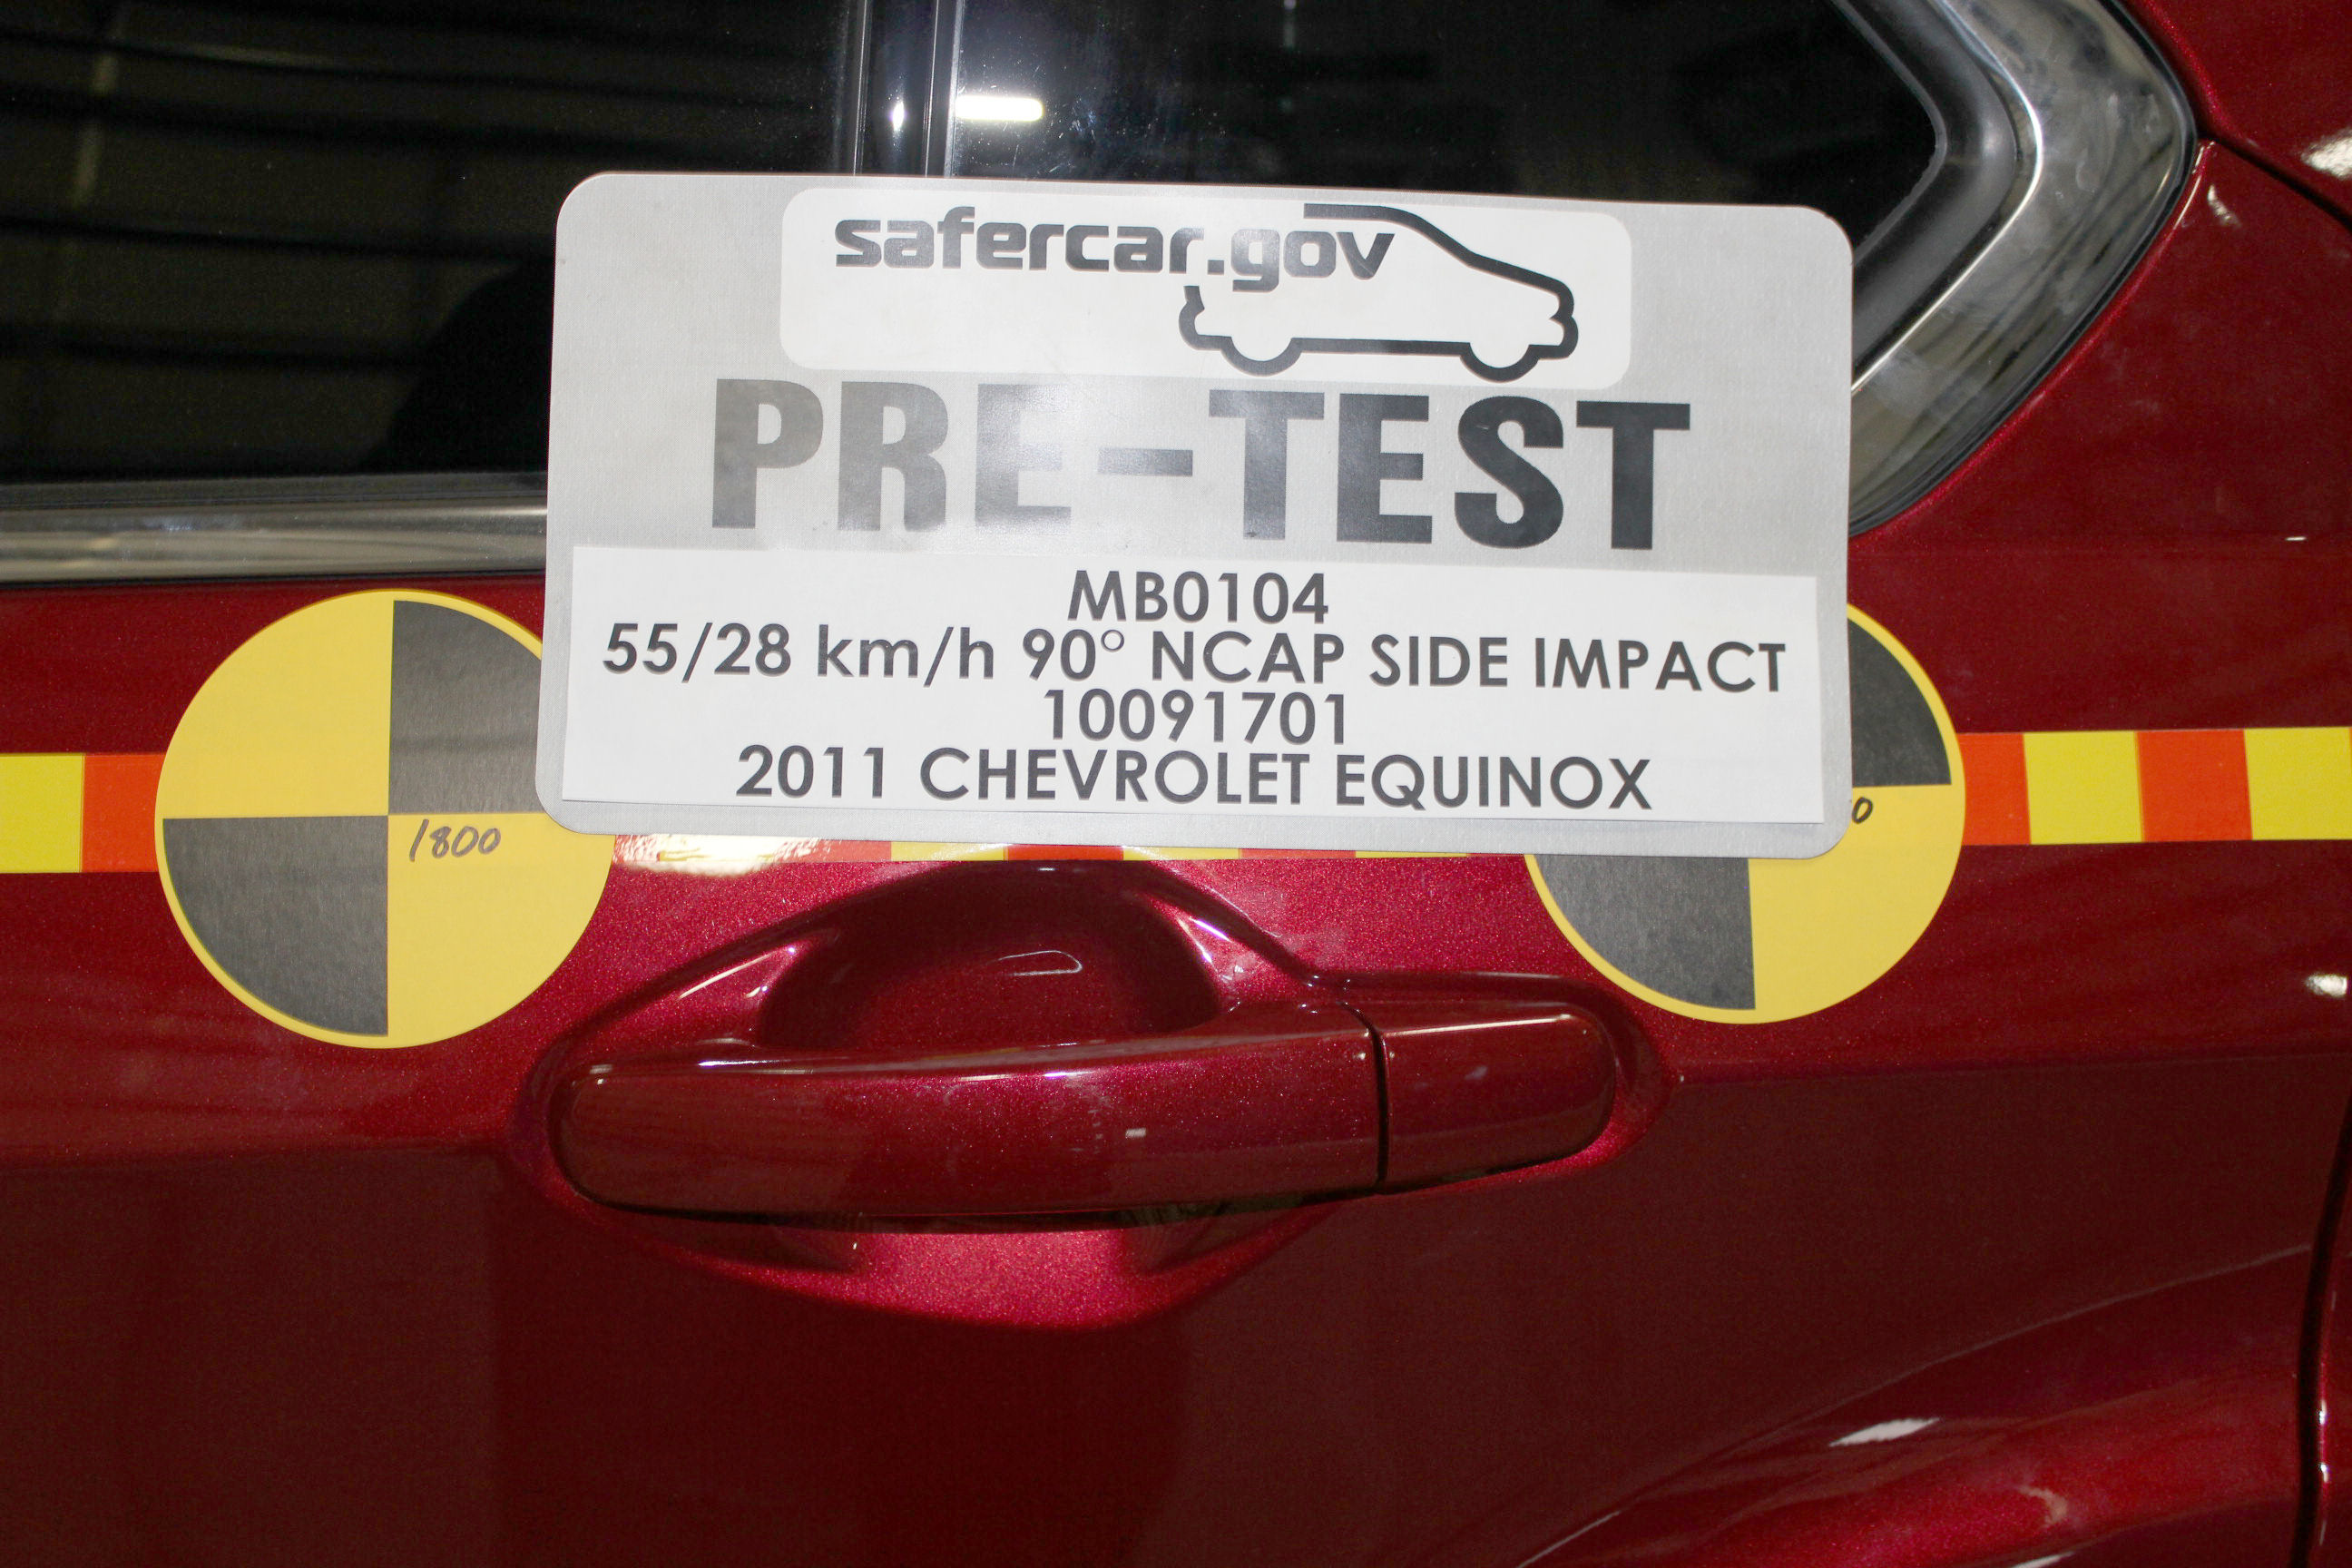 safercar.gov
PRE-TEST
MB0104
55/28 km/h 90° NCAP SIDE IMPACT
10091701
2011 CHEVROLET EQUINOX
1800